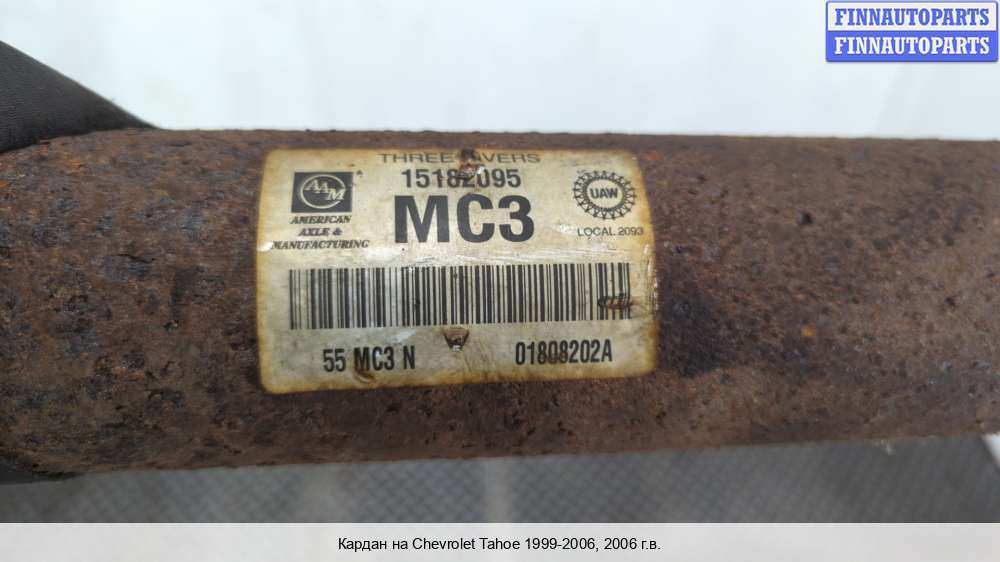 FINNAUTOPARTS
FINNAUTOPARTS
THREE RIVERS
15182095
MC3
AAM
AMERICAN
AXLE &
MANUFACTURING
UAW
LOCAL 2093
55 MC3 N
01808202A
Кардан на Chevrolet Tahoe 1999-2006, 2006 г.в.